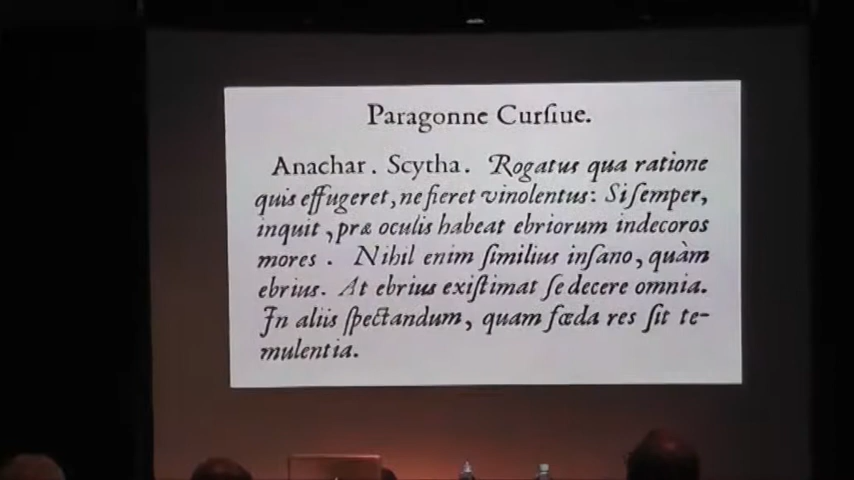 Paragonne Curſiue.
Anachar. Scytha. Rogatus qua ratione
quis effugeret, ne fieret vinolentus: Si ſemper,
inquit, præ oculis habeat ebriorum indecoros
mores. Nihil enim ſimilius inſano, quàm
ebrius. At ebrius exiſtimat ſe decere omnia.
In aliis ſpectandum, quam fœda res ſit te-
mulentia.